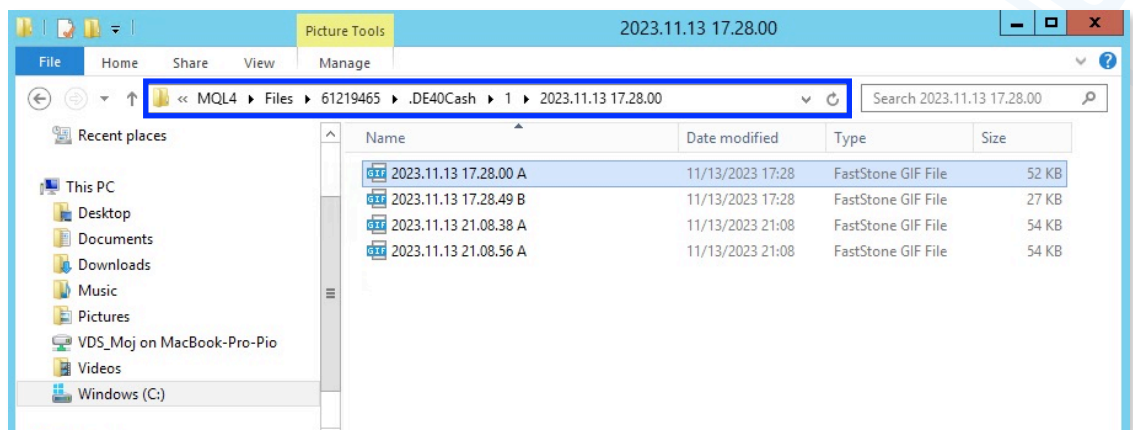 Picture Tools 2023.11.13 17.28.00
File Home Share View Manage
« MQL4 ▸ Files ▸ 61219465 ▸ .DE40Cash ▸ 1 ▸ 2023.11.13 17.28.00 Search 2023.11.13 17.28.00
Recent places
This PC
Desktop
Documents
Downloads
Music
Pictures
VDS_Moj on MacBook-Pro-Pio
Videos
Windows (C:)
Name Date modified Type Size
GIF 2023.11.13 17.28.00 A 11/13/2023 17:28 FastStone GIF File 52 KB
GIF 2023.11.13 17.28.49 B 11/13/2023 17:28 FastStone GIF File 27 KB
GIF 2023.11.13 21.08.38 A 11/13/2023 21:08 FastStone GIF File 54 KB
GIF 2023.11.13 21.08.56 A 11/13/2023 21:08 FastStone GIF File 54 KB